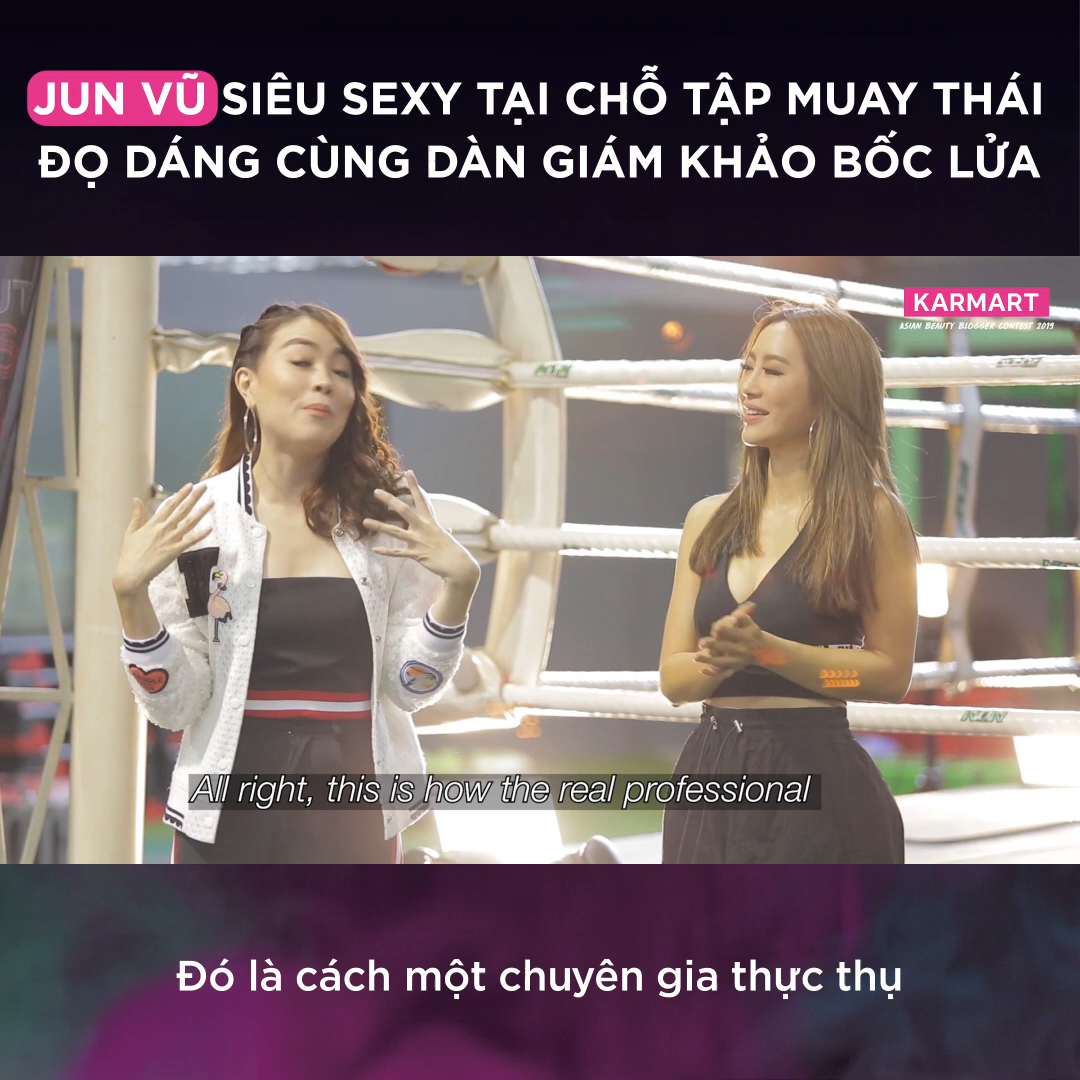 JUN VŨ SIÊU SEXY TẠI CHỖ TẬP MUAY THÁI
ĐỌ DÁNG CÙNG DÀN GIÁM KHẢO BỐC LỬA
KARMART
ASIAN BEAUTY BLOGGER CONTEST 2019
All right, this is how the real professional
Đó là cách một chuyên gia thực thụ